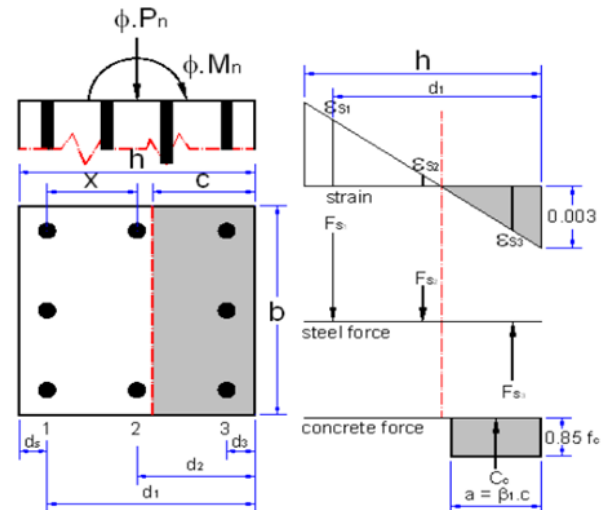 ϕ.Pn
ϕ.Mn
h
x
c
b
1
2
3
ds
d3
d2
d1
h
d1
εS1
εS2
strain
0.003
εS3
Fs1
Fs2
steel force
Fs3
concrete force
0.85 fc
Cc
a = β1.c